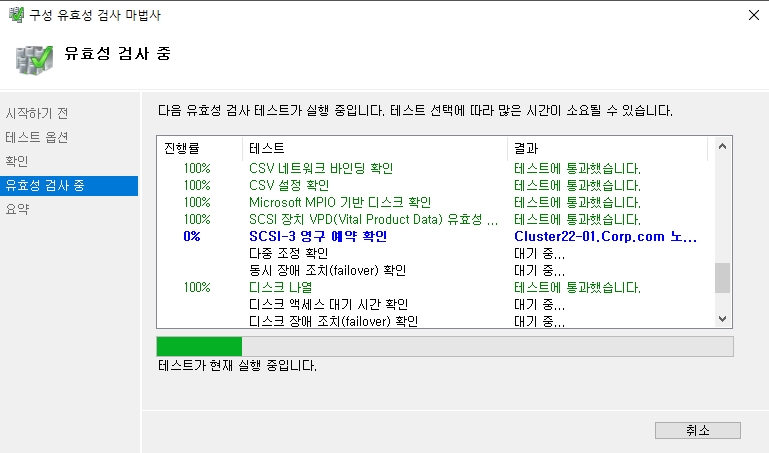 구성 유효성 검사 마법사
유효성 검사 중
시작하기 전
테스트 옵션
확인
유효성 검사 중
요약
다음 유효성 검사 테스트가 실행 중입니다. 테스트 선택에 따라 많은 시간이 소요될 수 있습니다.
진행률 테스트 결과
100% CSV 네트워크 바인딩 확인 테스트에 통과했습니다.
100% CSV 설정 확인 테스트에 통과했습니다.
100% Microsoft MPIO 기반 디스크 확인 테스트에 통과했습니다.
100% SCSI 장치 VPD(Vital Product Data) 유효성 ... 테스트에 통과했습니다.
0% SCSI-3 영구 예약 확인 Cluster22-01.Corp.com 노...
다중 조정 확인 대기 중...
동시 장애 조치(failover) 확인 대기 중...
100% 디스크 나열 테스트에 통과했습니다.
디스크 액세스 대기 시간 확인 대기 중...
디스크 장애 조치(failover) 확인 대기 중...
테스트가 현재 실행 중입니다.
취소